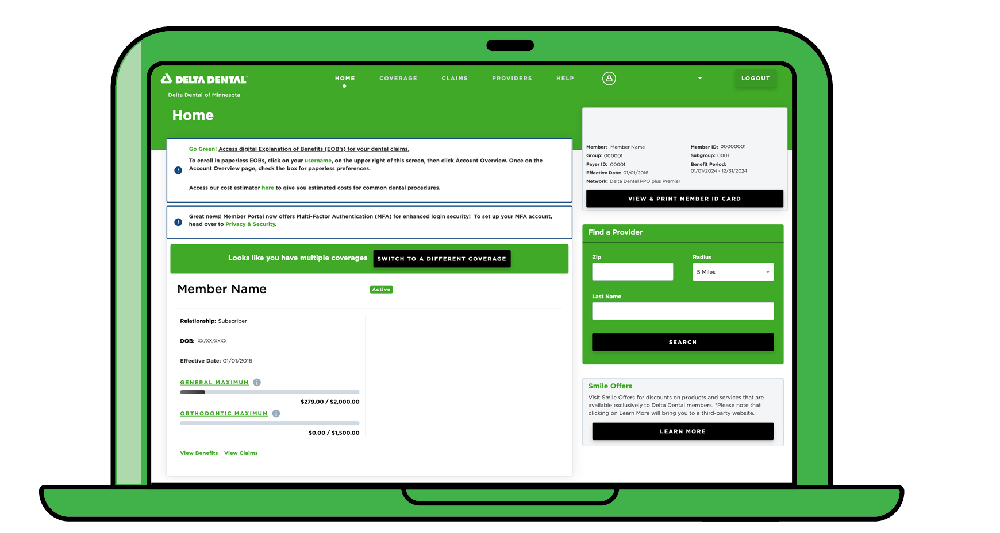 DELTA DENTAL®
HOME
COVERAGE
CLAIMS
PROVIDERS
HELP
LOGOUT
Delta Dental of Minnesota
Home
Go Green! Access digital Explanation of Benefits (EOB's) for your dental claims.
To enroll in paperless EOBs, click on your username, on the upper right of this screen, then click Account Overview. Once on the
Account Overview page, check the box for paperless preferences.
Access our cost estimator here to give you estimated costs for common dental procedures.
Great news! Member Portal now offers Multi-Factor Authentication (MFA) for enhanced login security! To set up your MFA account,
head over to Privacy & Security.
Looks like you have multiple coverages
SWITCH TO A DIFFERENT COVERAGE
Member Name
Active
Relationship: Subscriber
DOB: XX/XX/XXXX
Effective Date: 01/01/2016
GENERAL MAXIMUM
$279.00 / $2,000.00
ORTHODONTIC MAXIMUM
$0.00 / $1,500.00
View Benefits
View Claims
Member: Member Name
Member ID: 00000001
Group: 000001
Subgroup: 0001
Payer ID: 00001
Benefit Period:
Effective Date: 01/01/2016
01/01/2024 - 12/31/2024
Network: Delta Dental PPO plus Premier
VIEW & PRINT MEMBER ID CARD
Find a Provider
Zip
Radius
5 Miles
Last Name
SEARCH
Smile Offers
Visit Smile Offers for discounts on products and services that are
available exclusively to Delta Dental members. *Please note that
clicking on Learn More will bring you to a third-party website.
LEARN MORE